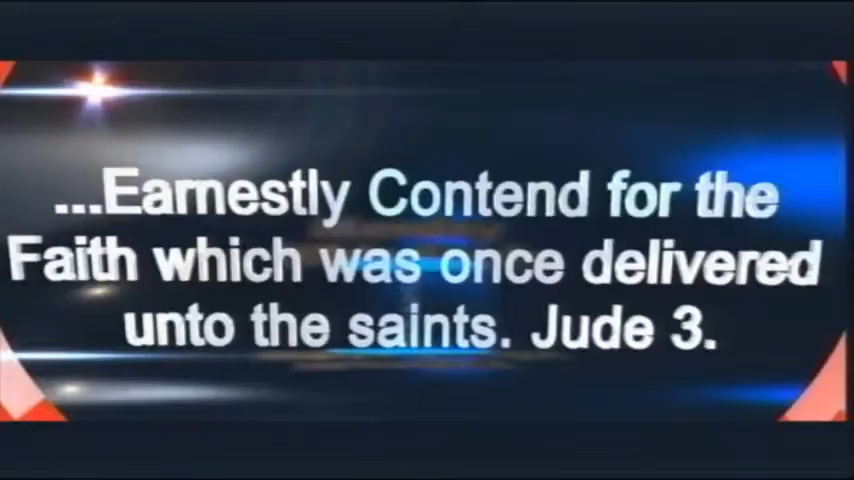 ...Earnestly Contend for the
Faith which was once delivered
unto the saints. Jude 3.